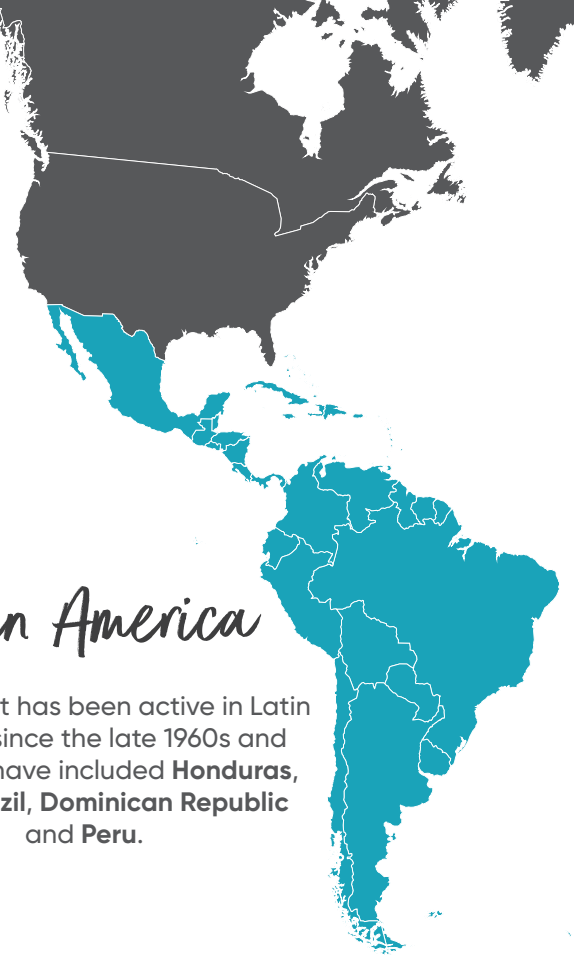 n America
t has been active in Latin
since the late 1960s and
have included Honduras,
zil, Dominican Republic
and Peru.